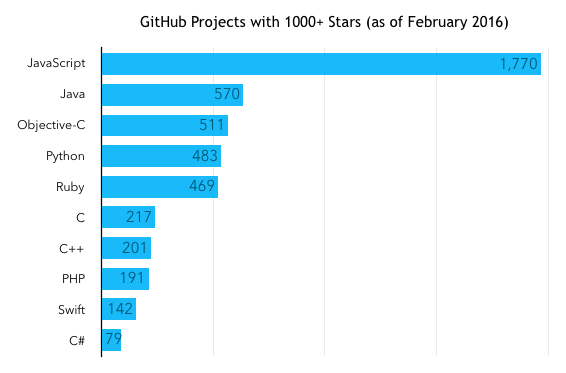 GitHub Projects with 1000+ Stars (as of February 2016)
JavaScript 1,770
Java 570
Objective-C 511
Python 483
Ruby 469
C 217
C++ 201
PHP 191
Swift 142
C# 79